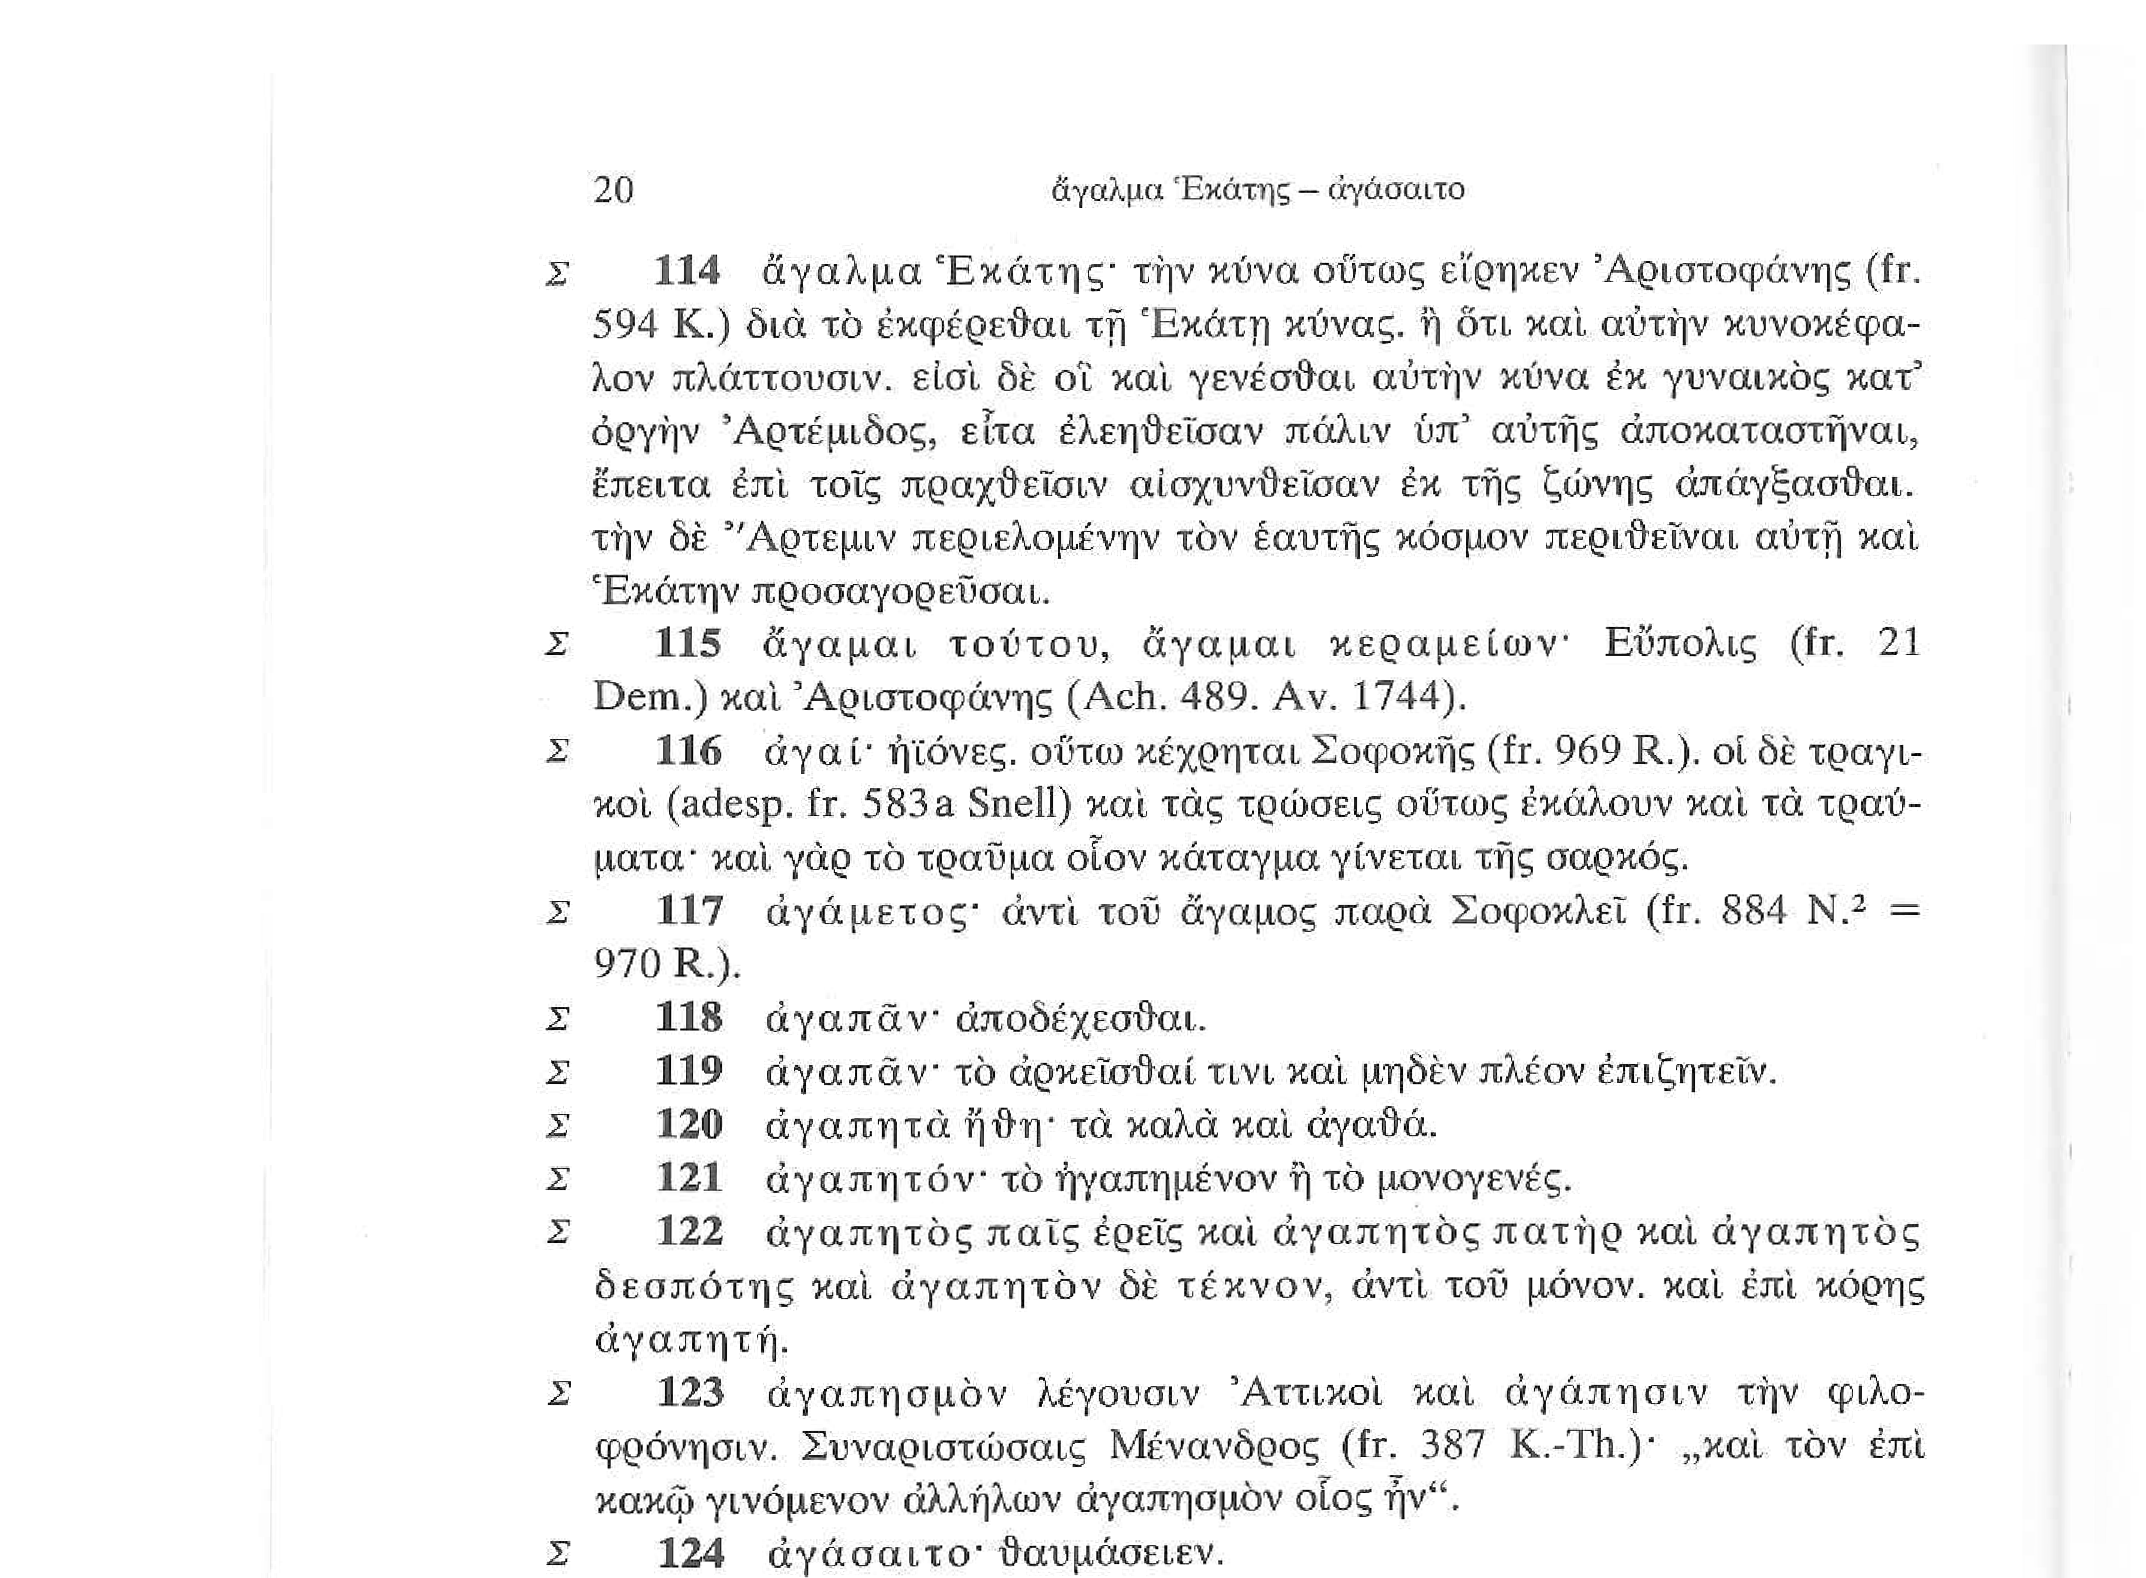 20 ἄγαλμα Ἑκάτης – ἀγάσαιτο
Σ 114 ἄγαλμα Ἑκάτης· τὴν κύνα οὕτως εἴρηκεν Ἀριστοφάνης (fr.
594 K.) διὰ τὸ ἐκφέρεϑαι τῇ Ἑκάτῃ κύνας. ἢ ὅτι καὶ αὐτὴν κυνοκέφα-
λον πλάττουσιν. εἰσὶ δὲ οἳ καὶ γενέσϑαι αὐτὴν κύνα ἐκ γυναικὸς κατ’
ὀργὴν Ἀρτέμιδος, εἶτα ἐλεηϑεῖσαν πάλιν ὑπ’ αὐτῆς ἀποκαταστῆναι,
ἔπειτα ἐπὶ τοῖς πραχϑεῖσιν αἰσχυνϑεῖσαν ἐκ τῆς ζώνης ἀπάγξασϑαι.
τὴν δὲ Ἄρτεμιν περιελομένην τὸν ἑαυτῆς κόσμον περιϑεῖναι αὐτῇ καὶ
Ἑκάτην προσαγορεῦσαι.
Σ 115 ἄγαμαι τούτου, ἄγαμαι κεραμείων· Εὔπολις (fr. 21
Dem.) καὶ Ἀριστοφάνης (Ach. 489. Av. 1744).
Σ 116 ἀγαί· ἠϊόνες. οὕτω κέχρηται Σοφοκῆς (fr. 969 R.). οἱ δὲ τραγι-
κοὶ (adesp. fr. 583a Snell) καὶ τὰς τρώσεις οὕτως ἐκάλουν καὶ τὰ τραύ-
ματα· καὶ γὰρ τὸ τραῦμα οἷον κάταγμα γίνεται τῆς σαρκός.
Σ 117 ἀγάμετος· ἀντὶ τοῦ ἄγαμος παρὰ Σοφοκλεῖ (fr. 884 N.² =
970 R.).
Σ 118 ἀγαπᾶν· ἀποδέχεσϑαι.
Σ 119 ἀγαπᾶν· τὸ ἀρκεῖσϑαί τινι καὶ μηδὲν πλέον ἐπιζητεῖν.
Σ 120 ἀγαπητὰ ἤϑη· τὰ καλὰ καὶ ἀγαϑά.
Σ 121 ἀγαπητόν· τὸ ἠγαπημένον ἢ τὸ μονογενές.
Σ 122 ἀγαπητὸς παῖς ἐρεῖς καὶ ἀγαπητὸς πατὴρ καὶ ἀγαπητὸς
δεσπότης καὶ ἀγαπητὸν δὲ τέκνον, ἀντὶ τοῦ μόνον. καὶ ἐπὶ κόρης
ἀγαπητή.
Σ 123 ἀγαπησμὸν λέγουσιν Ἀττικοὶ καὶ ἀγάπησιν τὴν φιλο-
φρόνησιν. Συναριστώσαις Μένανδρος (fr. 387 K.-Th.)· „καὶ τὸν ἐπὶ
κακῷ γινόμενον ἀλλήλων ἀγαπησμὸν οἷος ἦν“.
Σ 124 ἀγάσαιτο· ϑαυμάσειεν.